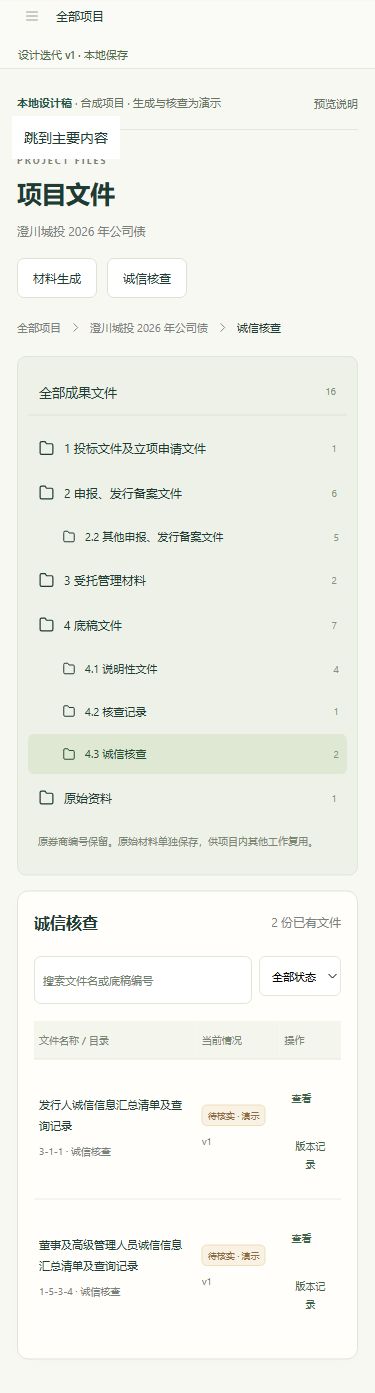 全部项目
设计迭代 v1 · 本地保存
本地设计稿 · 合成项目 · 生成与核查为演示
预览说明
跳到主要内容
PROJECT FILES
项目文件
澄川城投 2026 年公司债
材料生成
诚信核查
全部项目 > 澄川城投 2026 年公司债 > 诚信核查
全部成果文件 16
1 投标文件及立项申请文件 1
2 申报、发行备案文件 6
2.2 其他申报、发行备案文件 5
3 受托管理材料 2
4 底稿文件 7
4.1 说明性文件 4
4.2 核查记录 1
4.3 诚信核查 2
原始资料 1
原券商编号保留。原始材料单独保存，供项目内其他工作复用。
诚信核查
2 份已有文件
搜索文件名或底稿编号
全部状态
文件名称 / 目录 当前情况 操作
发行人诚信信息汇总清单及查
询记录
3-1-1 · 诚信核查
待核实 · 演示
v1
查看
版本记
录
董事及高级管理人员诚信信息
汇总清单及查询记录
1-5-3-4 · 诚信核查
待核实 · 演示
v1
查看
版本记
录